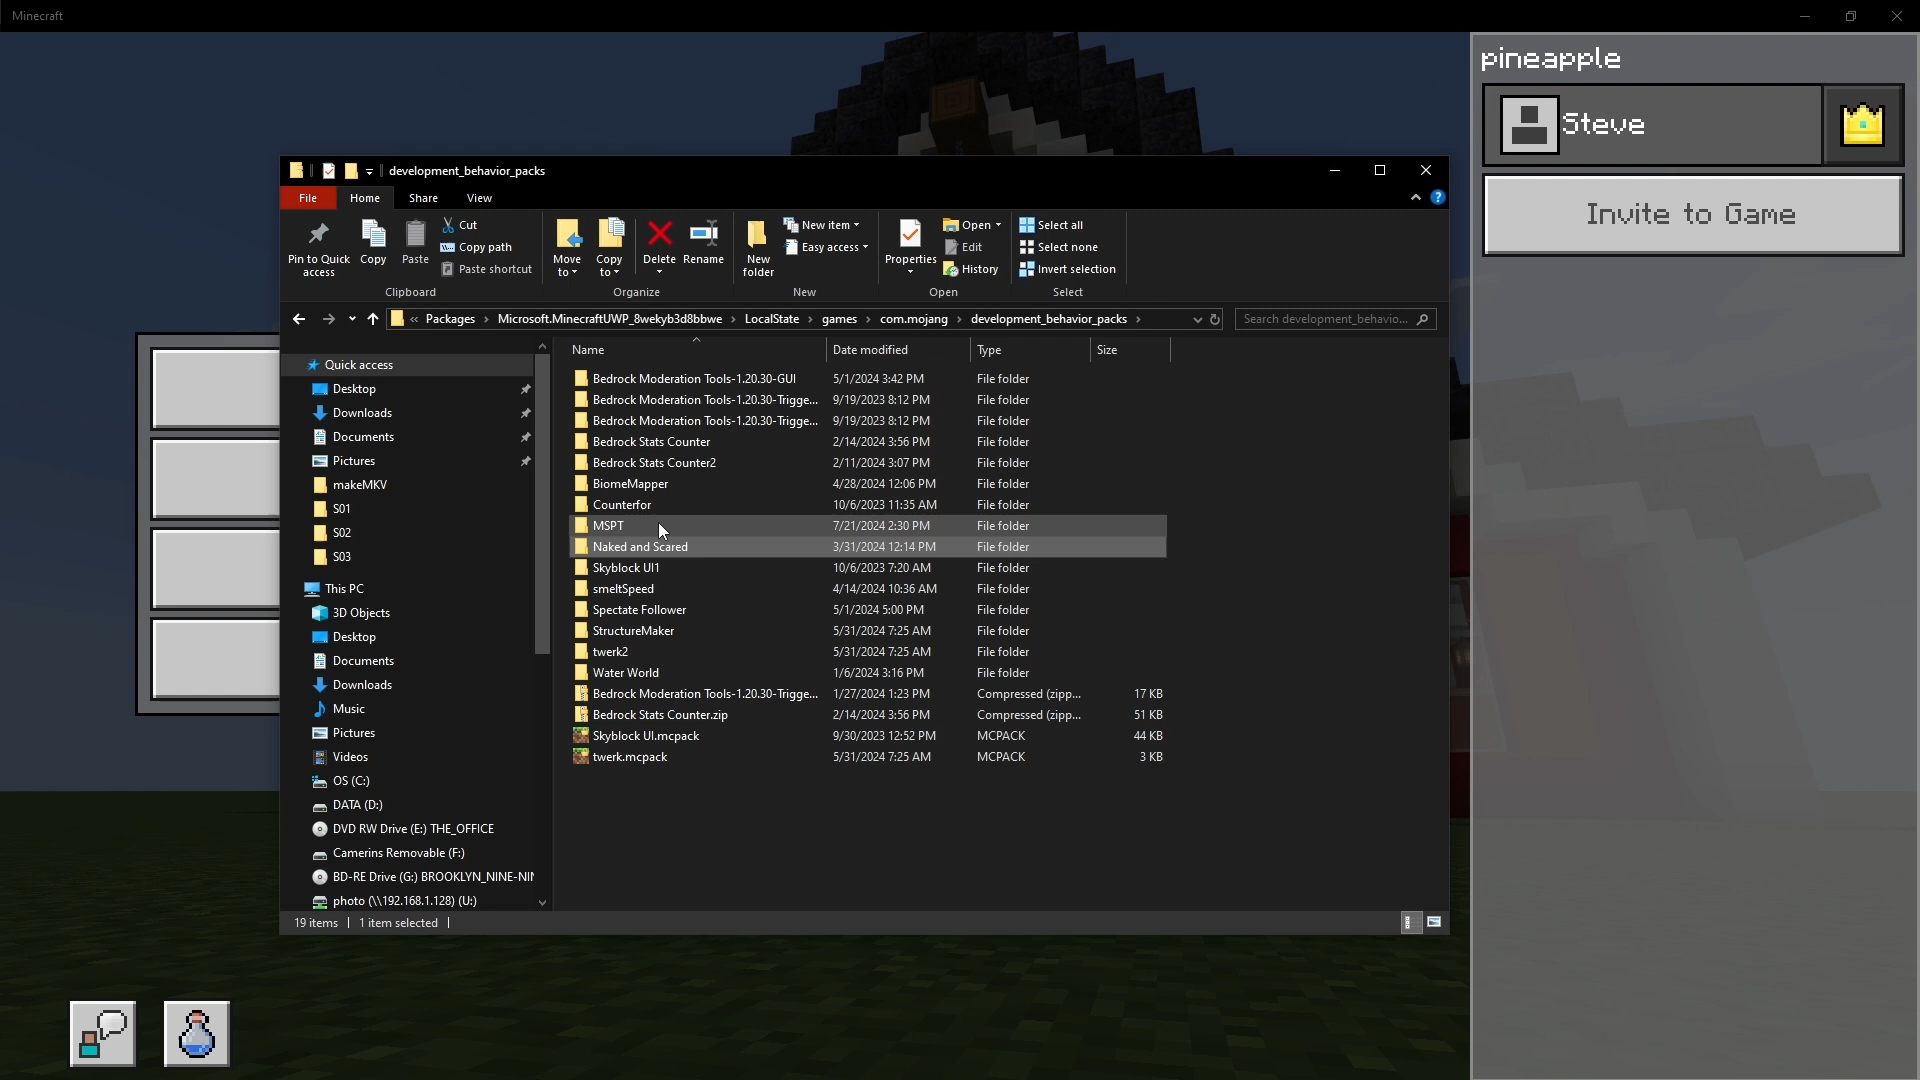 Minecraft
pineapple
Steve
Invite to Game
development_behavior_packs
File Home Share View
Pin to Quick access
Copy
Paste
Cut
Copy path
Paste shortcut
Clipboard
Move to
Copy to
Delete
Rename
Organize
New folder
New item
Easy access
New
Properties
Open
Edit
History
Open
Select all
Select none
Invert selection
Select
« Packages › Microsoft.MinecraftUWP_8wekyb3d8bbwe › LocalState › games › com.mojang › development_behavior_packs ›
Search development_behavio...
Quick access
Desktop
Downloads
Documents
Pictures
makeMKV
S01
S02
S03
This PC
3D Objects
Desktop
Documents
Downloads
Music
Pictures
Videos
OS (C:)
DATA (D:)
DVD RW Drive (E:) THE_OFFICE
Camerins Removable (F:)
BD-RE Drive (G:) BROOKLYN_NINE-NIN
photo (\\192.168.1.128) (U:)
Name Date modified Type Size
Bedrock Moderation Tools-1.20.30-GUI 5/1/2024 3:42 PM File folder
Bedrock Moderation Tools-1.20.30-Trigge... 9/19/2023 8:12 PM File folder
Bedrock Moderation Tools-1.20.30-Trigge... 9/19/2023 8:12 PM File folder
Bedrock Stats Counter 2/14/2024 3:56 PM File folder
Bedrock Stats Counter2 2/11/2024 3:07 PM File folder
BiomeMapper 4/28/2024 12:06 PM File folder
Counterfor 10/6/2023 11:35 AM File folder
MSPT 7/21/2024 2:30 PM File folder
Naked and Scared 3/31/2024 12:14 PM File folder
Skyblock UI1 10/6/2023 7:20 AM File folder
smeltSpeed 4/14/2024 10:36 AM File folder
Spectate Follower 5/1/2024 5:00 PM File folder
StructureMaker 5/31/2024 7:25 AM File folder
twerk2 5/31/2024 7:25 AM File folder
Water World 1/6/2024 3:16 PM File folder
Bedrock Moderation Tools-1.20.30-Trigge... 1/27/2024 1:23 PM Compressed (zipp... 17 KB
Bedrock Stats Counter.zip 2/14/2024 3:56 PM Compressed (zipp... 51 KB
Skyblock UI.mcpack 9/30/2023 12:52 PM MCPACK 44 KB
twerk.mcpack 5/31/2024 7:25 AM MCPACK 3 KB
19 items 1 item selected